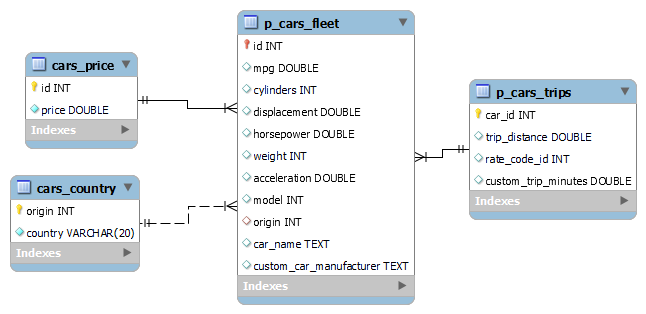 cars_price
id INT
price DOUBLE
Indexes
cars_country
origin INT
country VARCHAR(20)
Indexes
p_cars_fleet
id INT
mpg DOUBLE
cylinders INT
displacement DOUBLE
horsepower DOUBLE
weight INT
acceleration DOUBLE
model INT
origin INT
car_name TEXT
custom_car_manufacturer TEXT
Indexes
p_cars_trips
car_id INT
trip_distance DOUBLE
rate_code_id INT
custom_trip_minutes DOUBLE
Indexes